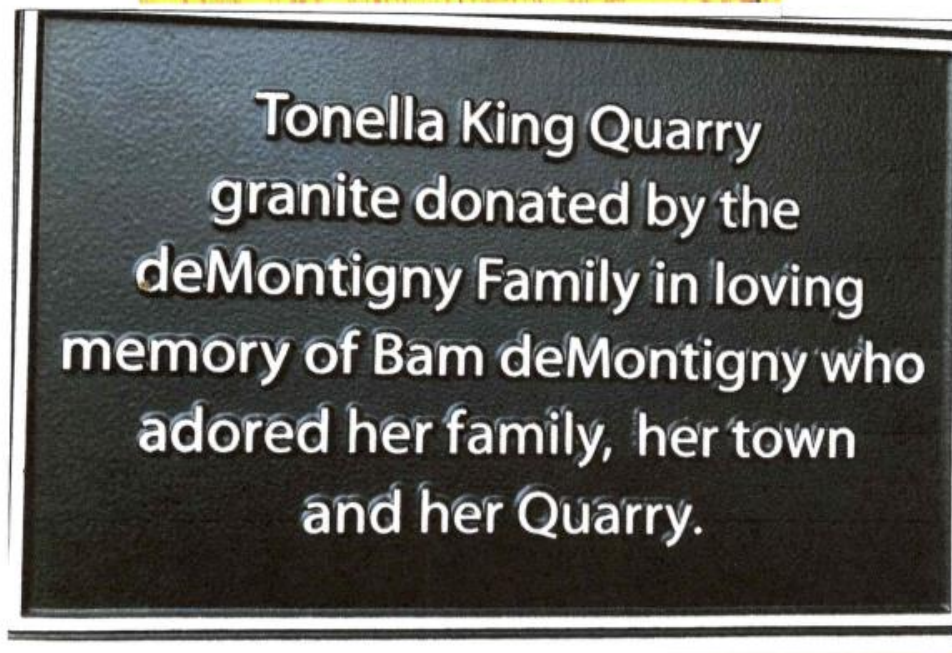 Tonella King Quarry
granite donated by the
deMontigny Family in loving
memory of Bam deMontigny who
adored her family, her town
and her Quarry.